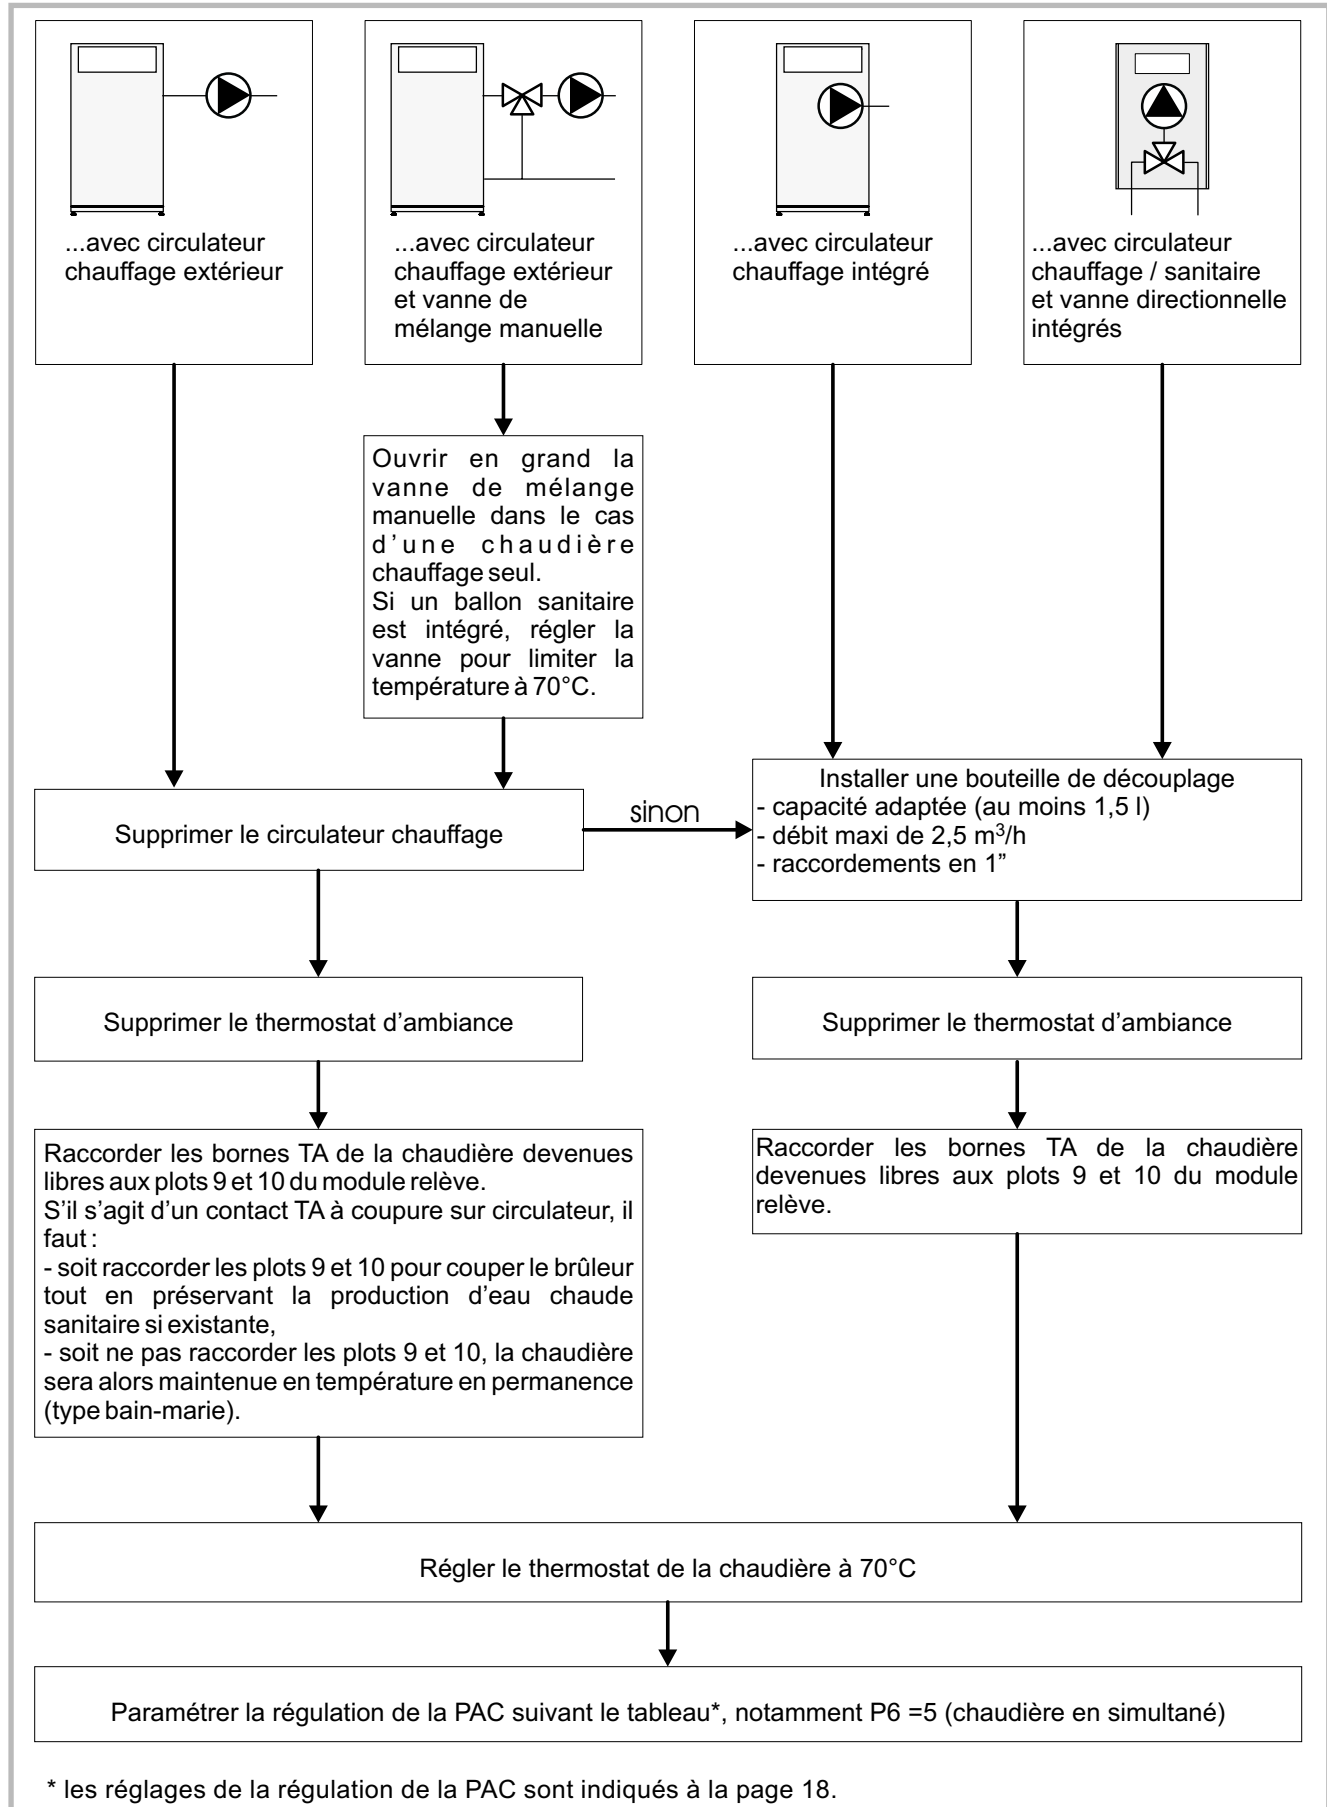 ...avec circulateur
chauffage extérieur
...avec circulateur
chauffage extérieur
et vanne de
mélange manuelle
...avec circulateur
chauffage intégré
...avec circulateur
chauffage / sanitaire
et vanne directionnelle
intégrés
Ouvrir en grand la
vanne de mélange
manuelle dans le cas
d'une chaudière
chauffage seul.
Si un ballon sanitaire
est intégré, régler la
vanne pour limiter la
température à 70°C.
Supprimer le circulateur chauffage
sinon
Installer une bouteille de découplage
- capacité adaptée (au moins 1,5 l)
- débit maxi de 2,5 m³/h
- raccordements en 1”
Supprimer le thermostat d'ambiance
Supprimer le thermostat d'ambiance
Raccorder les bornes TA de la chaudière devenues
libres aux plots 9 et 10 du module relève.
S'il s'agit d'un contact TA à coupure sur circulateur, il
faut :
- soit raccorder les plots 9 et 10 pour couper le brûleur
tout en préservant la production d'eau chaude
sanitaire si existante,
- soit ne pas raccorder les plots 9 et 10, la chaudière
sera alors maintenue en température en permanence
(type bain-marie).
Raccorder les bornes TA de la chaudière
devenues libres aux plots 9 et 10 du module
relève.
Régler le thermostat de la chaudière à 70°C
Paramétrer la régulation de la PAC suivant le tableau*, notamment P6 =5 (chaudière en simultané)
* les réglages de la régulation de la PAC sont indiqués à la page 18.